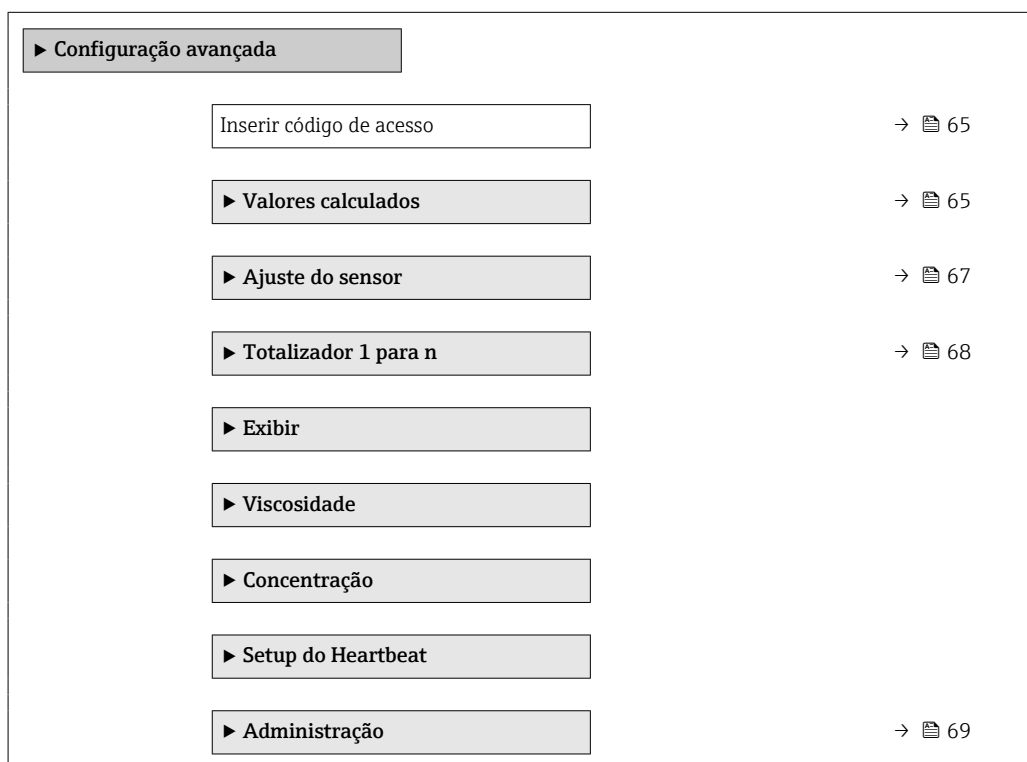 ▶ Configuração avançada
Inserir código de acesso → 65
▶ Valores calculados → 65
▶ Ajuste do sensor → 67
▶ Totalizador 1 para n → 68
▶ Exibir
▶ Viscosidade
▶ Concentração
▶ Setup do Heartbeat
▶ Administração → 69